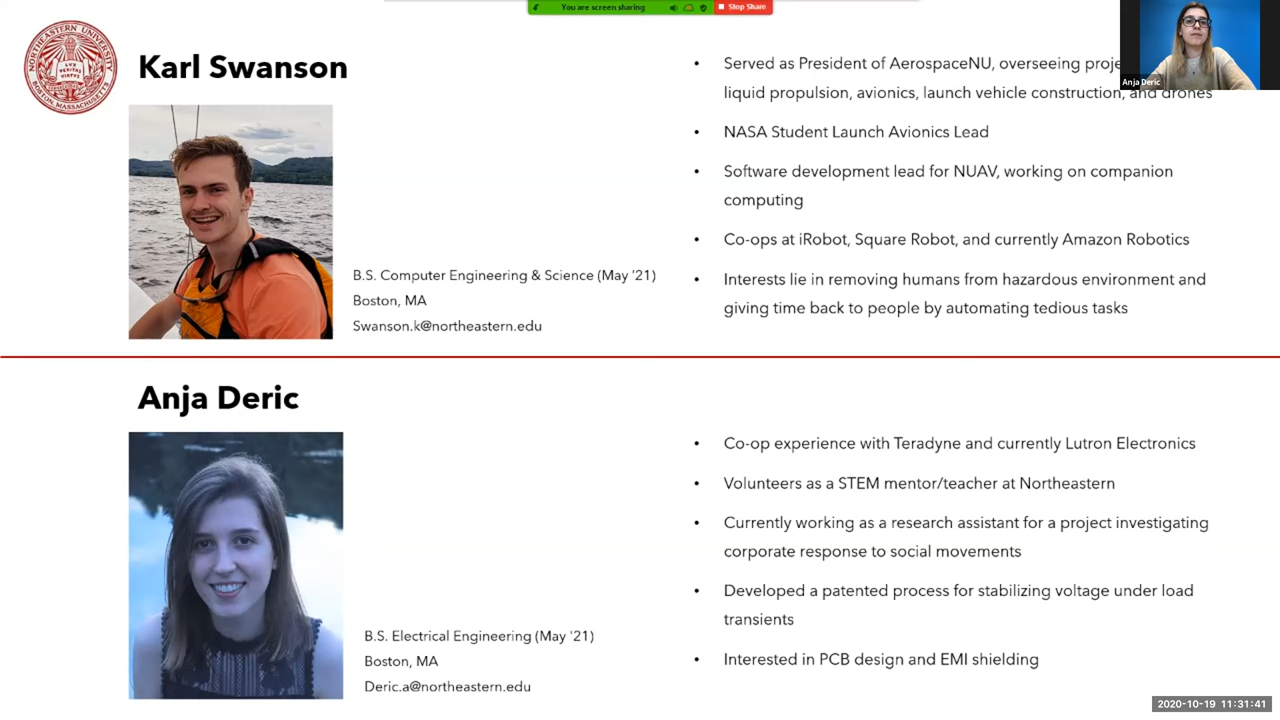 You are screen sharing
Stop Share
NORTHEASTERN UNIVERSITY
LUX
VERITAS
VIRTUS
BOSTON, MASSACHUSETTS
Karl Swanson
Anja Deric
• Served as President of AerospaceNU, overseeing
liquid propulsion, avionics, launch vehicle construction, and drones
• NASA Student Launch Avionics Lead
• Software development lead for NUAV, working on companion
computing
• Co-ops at iRobot, Square Robot, and currently Amazon Robotics
• Interests lie in removing humans from hazardous environment and
giving time back to people by automating tedious tasks
B.S. Computer Engineering & Science (May '21)
Boston, MA
Swanson.k@northeastern.edu
Anja Deric
• Co-op experience with Teradyne and currently Lutron Electronics
• Volunteers as a STEM mentor/teacher at Northeastern
• Currently working as a research assistant for a project investigating
corporate response to social movements
• Developed a patented process for stabilizing voltage under load
transients
• Interested in PCB design and EMI shielding
B.S. Electrical Engineering (May '21)
Boston, MA
Deric.a@northeastern.edu
2020-10-19 11:31:41